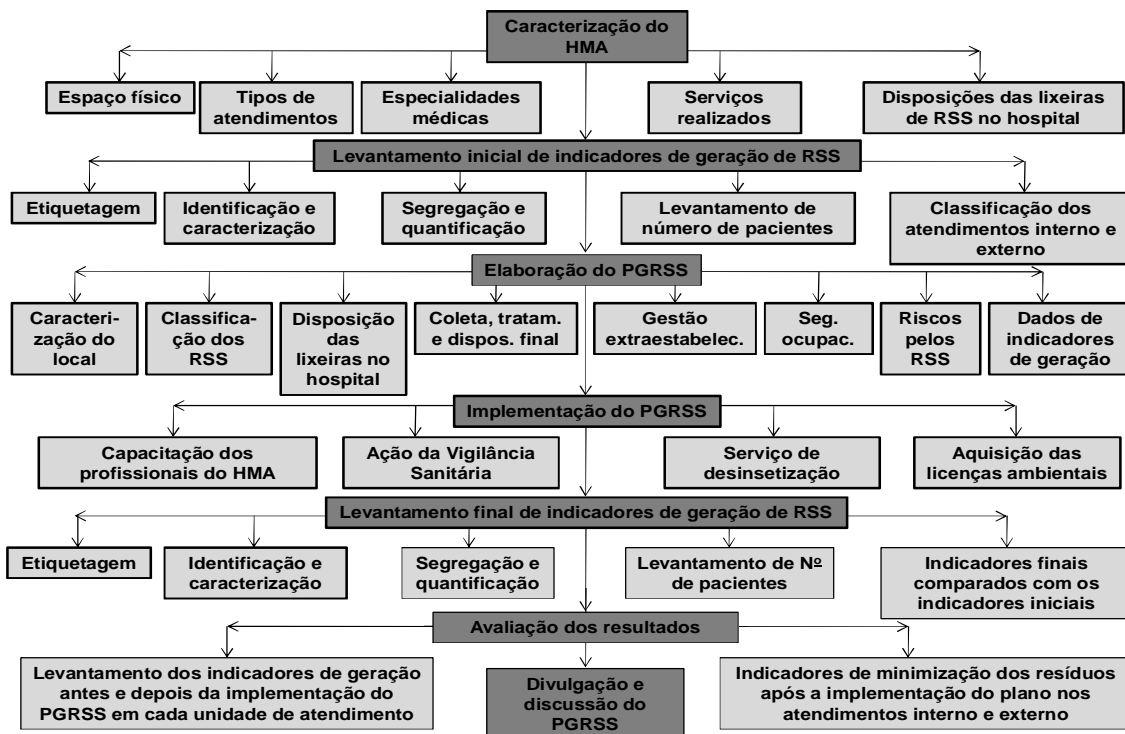 Caracterização do
HMA
Espaço físico
Tipos de
atendimentos
Especialidades
médicas
Serviços
realizados
Disposições das lixeiras
de RSS no hospital
Levantamento inicial de indicadores de geração de RSS
Etiquetagem
Identificação e
caracterização
Segregação e
quantificação
Levantamento de
número de pacientes
Classificação dos
atendimentos interno e
externo
Elaboração do PGRSS
Caracteri-
zação do
local
Classifica-
ção dos
RSS
Disposição
das
lixeiras no
hospital
Coleta, tratam.
e dispos. final
Gestão
extraestabelec.
Seg.
ocupac.
Riscos
pelos
RSS
Dados de
indicadores
de geração
Implementação do PGRSS
Capacitação dos
profissionais do HMA
Ação da Vigilância
Sanitária
Serviço de
desinsetização
Aquisição das
licenças ambientais
Levantamento final de indicadores de geração de RSS
Etiquetagem
Identificação e
caracterização
Segregação e
quantificação
Levantamento de Nº
de pacientes
Indicadores finais
comparados com os
indicadores iniciais
Avaliação dos resultados
Levantamento dos indicadores de geração
antes e depois da implementação do
PGRSS em cada unidade de atendimento
Divulgação e
discussão do
PGRSS
Indicadores de minimização dos resíduos
após a implementação do plano nos
atendimentos interno e externo